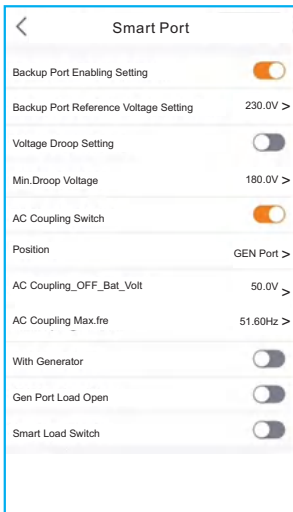 Smart Port
Backup Port Enabling Setting
Backup Port Reference Voltage Setting 230.0V >
Voltage Droop Setting
Min.Droop Voltage 180.0V >
AC Coupling Switch
Position GEN Port >
AC Coupling_OFF_Bat_Volt 50.0V >
AC Coupling Max.fre 51.60Hz >
With Generator
Gen Port Load Open
Smart Load Switch